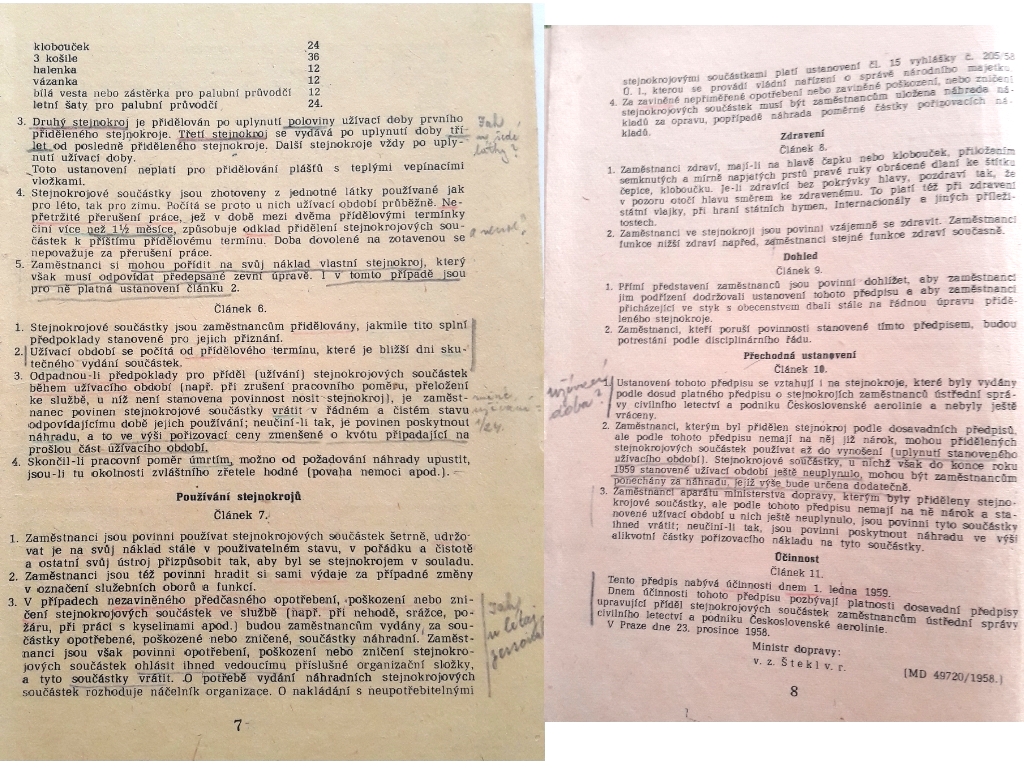 klobouček 24
3 košile 36
halenka 12
vázanka 12
bílá vesta nebo zástěrka pro palubní průvodčí 12
letní šaty pro palubní průvodčí 24.
3. Druhý stejnokroj je přidělován po uplynutí poloviny užívací doby prvního
přiděleného stejnokroje. Třetí stejnokroj se vydává po uplynutí doby tří
let od posledně přiděleného stejnokroje. Další stejnokroje vždy po uply-
nutí užívací doby.
Toto ustanovení neplatí pro přidělování plášťů s teplými vepínacími
vložkami.
4. Stejnokrojové součástky jsou zhotoveny z jednotné látky používané jak
pro léto, tak pro zimu. Počítá se proto u nich užívací období průběžně. Ne-
přetržité přerušení práce, jež v době mezi dvěma přídělovými termínky
činí více než 1½ měsíce, způsobuje odklad přidělení stejnokrojových sou-
částek k příštímu přídělovému termínu. Doba dovolené na zotavenou se
nepovažuje za přerušení práce.
5. Zaměstnanci si mohou pořídit na svůj náklad vlastní stejnokroj, který
však musí odpovídat předepsané zevní úpravě. I v tomto případě jsou
pro ně platná ustanovení článku 2.
Článek 6.
1. Stejnokrojové součástky jsou zaměstnancům přidělovány, jakmile tito splní
předpoklady stanovené pro jejich přiznání.
2. Užívací období se počítá od přídělového termínu, které je bližší dni sku-
tečného vydání součástek.
3. Odpadnou-li předpoklady pro příděl (užívání) stejnokrojových součástek
během užívacího období (např. při zrušení pracovního poměru, přeložení
ke službě, u níž není stanovena povinnost nosit stejnokroj), je zaměst-
nanec povinen stejnokrojové součástky vrátit v řádném a čistém stavu
odpovídajícímu době jejich používání; neučiní-li tak, je povinen poskytnout
náhradu, a to ve výši pořizovací ceny zmenšené o kvótu připadající na
prošlou část úživacího období.
4. Skončil-li pracovní poměr úmrtím, možno od požadování náhrady upustit,
jsou-li tu okolnosti zvláštního zřetele hodné (povaha nemoci apod.).
Používání stejnokrojů
Článek 7.
1. Zaměstnanci jsou povinni používat stejnokrojových součástek šetrně, udržo-
vat je na svůj náklad stále v použivatelném stavu, v pořádku a čistotě
a ostatní svůj ústroj přizpůsobit tak, aby byl se stejnokrojem v souladu.
2. Zaměstnanci jsou též povinni hradit si sami výdaje za případné změny
v označení služebních oborů a funkcí.
3. V případech nezaviněného předčasného opotřebení, poškození nebo zni-
čení stejnokrojových součástek ve službě (např. při nehodě, srážce, po-
žáru, při práci s kyselinami apod.) budou zaměstnancům vydány za sou-
částky opotřebené, poškozené nebo zničené, součástky náhradní. Zaměst-
nanci jsou však povinni opotřebení, poškození nebo zničení stejnokro-
jových součástek ohlásit ihned vedoucímu příslušné organizační složky,
a tyto součástky vrátit. O potřebě vydání náhradních stejnokrojových
součástek rozhoduje náčelník organizace. O nakládání s neupotřebitelnými
7
stejnokrojovými součástkami platí ustanovení čl. 15 vyhlášky č. 205/58
Ú. l., kterou se provádí vládní nařízení o správě národního majetku.
4. Za zaviněné nepřiměřené opotřebení nebo zaviněné poškození, nebo zničení
stejnokrojových součástek musí být zaměstnancům uložena náhrada ná-
kladů za opravu, popřípadě náhrada poměrné částky pořizovacích ná-
kladů.
Zdravení
Článek 8.
1. Zaměstnanci zdraví, mají-li na hlavě čapku nebo klobouček, přiložením
semknutých a mírně napjatých prstů pravé ruky obrácené dlaní ke štítku
čepice, kloboučku. Je-li zdravící bez pokrývky hlavy, pozdraví tak, že
v pozoru otočí hlavu směrem ke zdravenému. To platí též při zdravení
státní vlajky, při hraní státních hymen, Internacionály a jiných příleži-
tostech.
2. Zaměstnanci ve stejnokroji jsou povinni vzájemně se zdravit. Zaměstnanci
funkce nižší zdraví napřed, zaměstnanci stejné funkce zdraví současně.
Dohled
Článek 9.
1. Přímí představení zaměstnanců jsou povinni dohlížet, aby zaměstnanci
jim podřízení dodržovali ustanovení tohoto předpisu a aby zaměstnanci
přicházející ve styk s obecenstvem dbali stále na řádnou úpravu přidě-
leného stejnokroje.
2. Zaměstnanci, kteří poruší povinnosti stanovené tímto předpisem, budou
potrestáni podle disciplinárního řádu.
Přechodná ustanovení
Článek 10.
1. Ustanovení tohoto předpisu se vztahují i na stejnokroje, které byly vydány
podle dosud platného předpisu o stejnokrojích zaměstnanců ústřední sprá-
vy civilního letectví a podniku Československé aerolinie a nebyly ještě
vráceny.
2. Zaměstnanci, kterým byl přidělen stejnokroj podle dosavadních předpisů,
ale podle tohoto předpisu nemají na něj již nárok, mohou přidělených
stejnokrojových součástek používat až do vynošení (uplynutí stanoveného
užívacího období). Stejnokrojové součástky, u nichž však do konce roku
1959 stanovené užívací období ještě neuplynulo, mohou být zaměstnancům
ponechány za náhradu, jejíž výše bude určena dodatečně.
3. Zaměstnanci aparátu ministerstva dopravy, kterým byly přiděleny stejno-
krojové součástky, ale podle tohoto předpisu nemají na ně nárok a sta-
novené užívací období u nich ještě neuplynulo, jsou povinni tyto součástky
ihned vrátit; neučiní-li tak, jsou povinni poskytnout náhradu ve výši
alikvotní částky pořizovacího nákladu na tyto součástky.
Účinnost
Článek 11.
Tento předpis nabývá účinnosti dnem 1. ledna 1959.
Dnem účinnosti tohoto předpisu pozbývají platnosti dosavadní předpisy
upravující příděl stejnokrojových součástek zaměstnanců ústřední správy
civilního letectví a podniku Československé aerolinie.
V Praze dne 23. prosince 1958.
Ministr dopravy:
v. z. Štekl v. r.
[MD 49720/1958.]
8
užívací
doba?